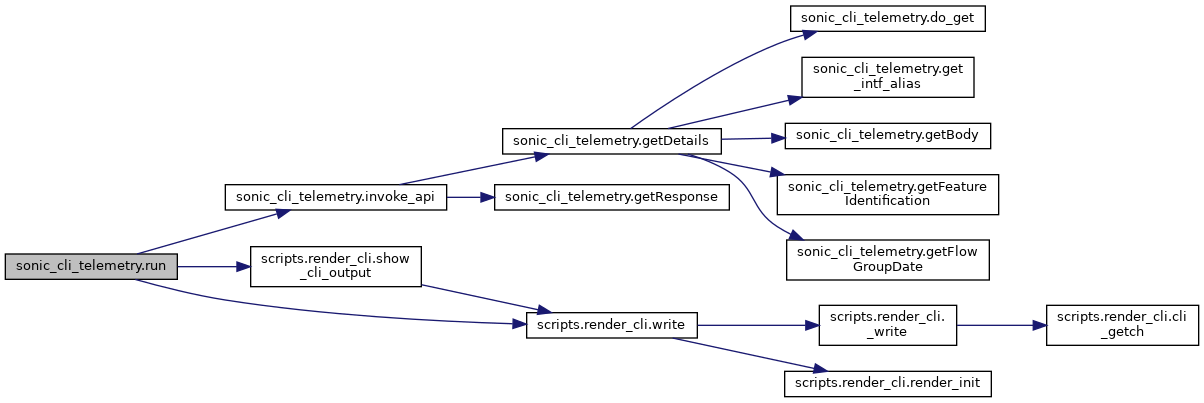 sonic_cli_telemetry.do_get
sonic_cli_telemetry.get
_intf_alias
sonic_cli_telemetry.getDetails
sonic_cli_telemetry.getBody
sonic_cli_telemetry.getFeature
Identification
sonic_cli_telemetry.invoke_api
sonic_cli_telemetry.getResponse
sonic_cli_telemetry.getFlow
GroupDate
sonic_cli_telemetry.run
scripts.render_cli.show
_cli_output
scripts.render_cli.write
scripts.render_cli.
_write
scripts.render_cli.cli
_getch
scripts.render_cli.render_init